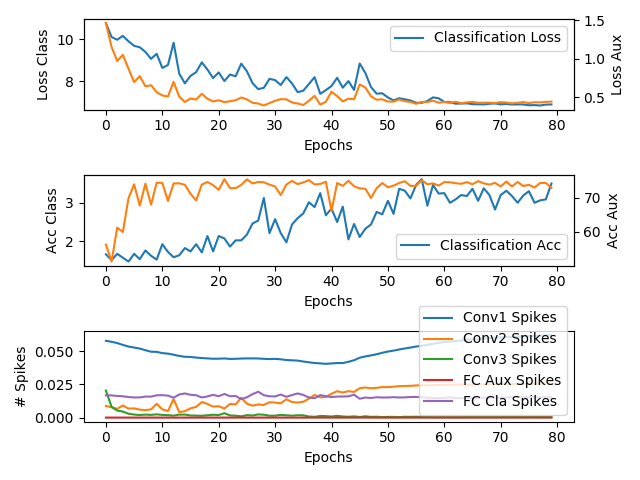 Classification Loss
Loss Class
Loss Aux
10
8
1.5
1.0
0.5
0 10 20 30 40 50 60 70 80
Epochs
Classification Acc
Acc Class
Acc Aux
3
2
70
60
0 10 20 30 40 50 60 70 80
Epochs
Conv1 Spikes
Conv2 Spikes
Conv3 Spikes
FC Aux Spikes
FC Cla Spikes
# Spikes
0.050
0.025
0.000
0 10 20 30 40 50 60 70 80
Epochs